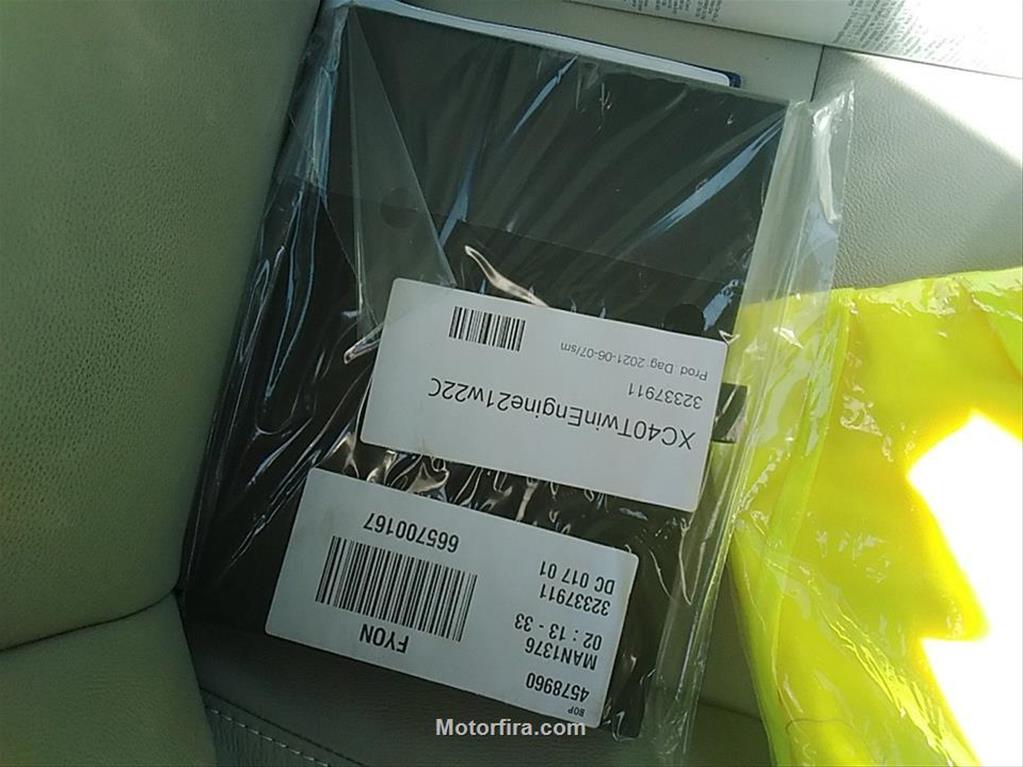 XC40TwinEngine21w22C
32337911
Prod. Dag:2021-06-07/sm
BOP
4578960
MAN1376
02 : 13 - 33
32337911
DC 017 01
FYON
665700167
Motorfira.com